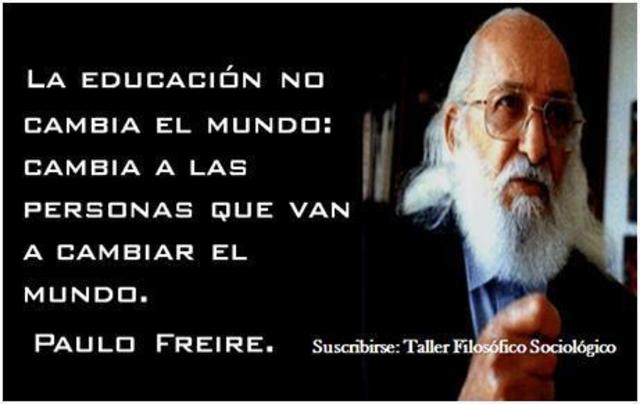 La educación no
cambia el mundo:
cambia a las
personas que van
a cambiar el
mundo.
Paulo Freire.
Suscribirse: Taller Filosófico Sociológico